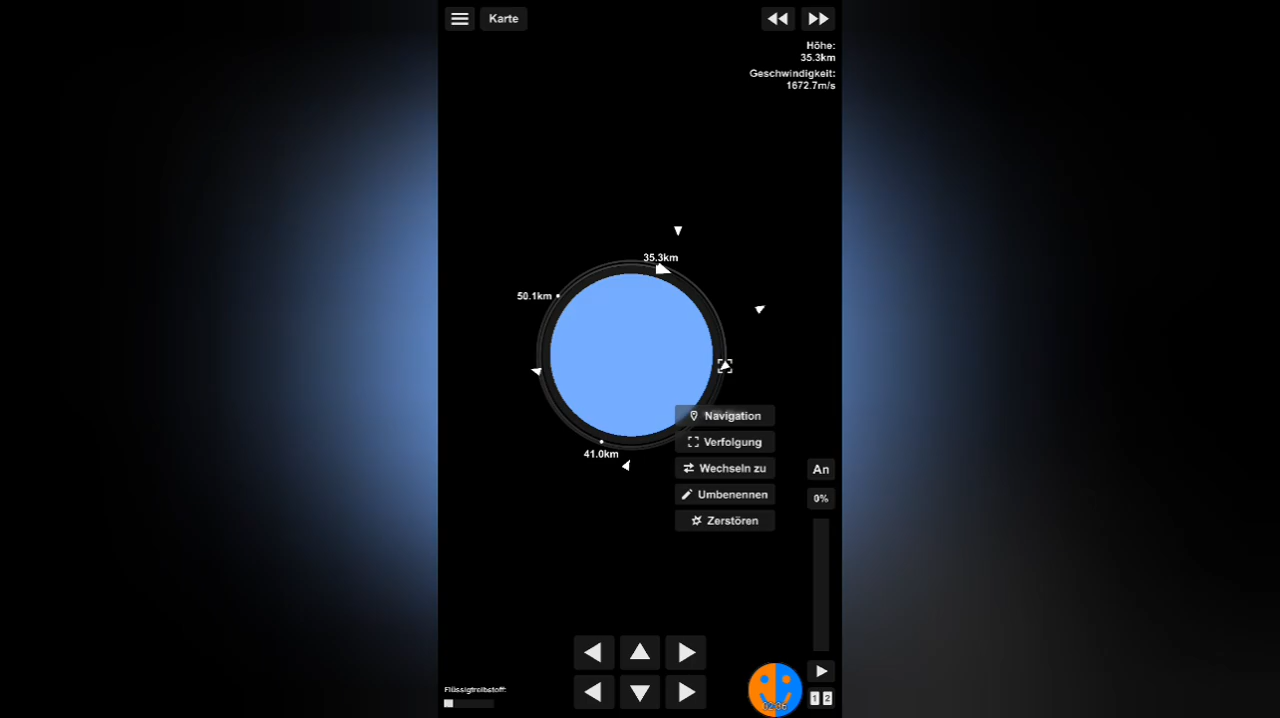 Karte
Höhe:
35.3km
Geschwindigkeit:
1672.7m/s
35.3km
50.1km
Navigation
Verfolgung
41.0km
Wechseln zu
An
Umbenennen
0%
Zerstören
Flüssigtreibstoff:
1 2